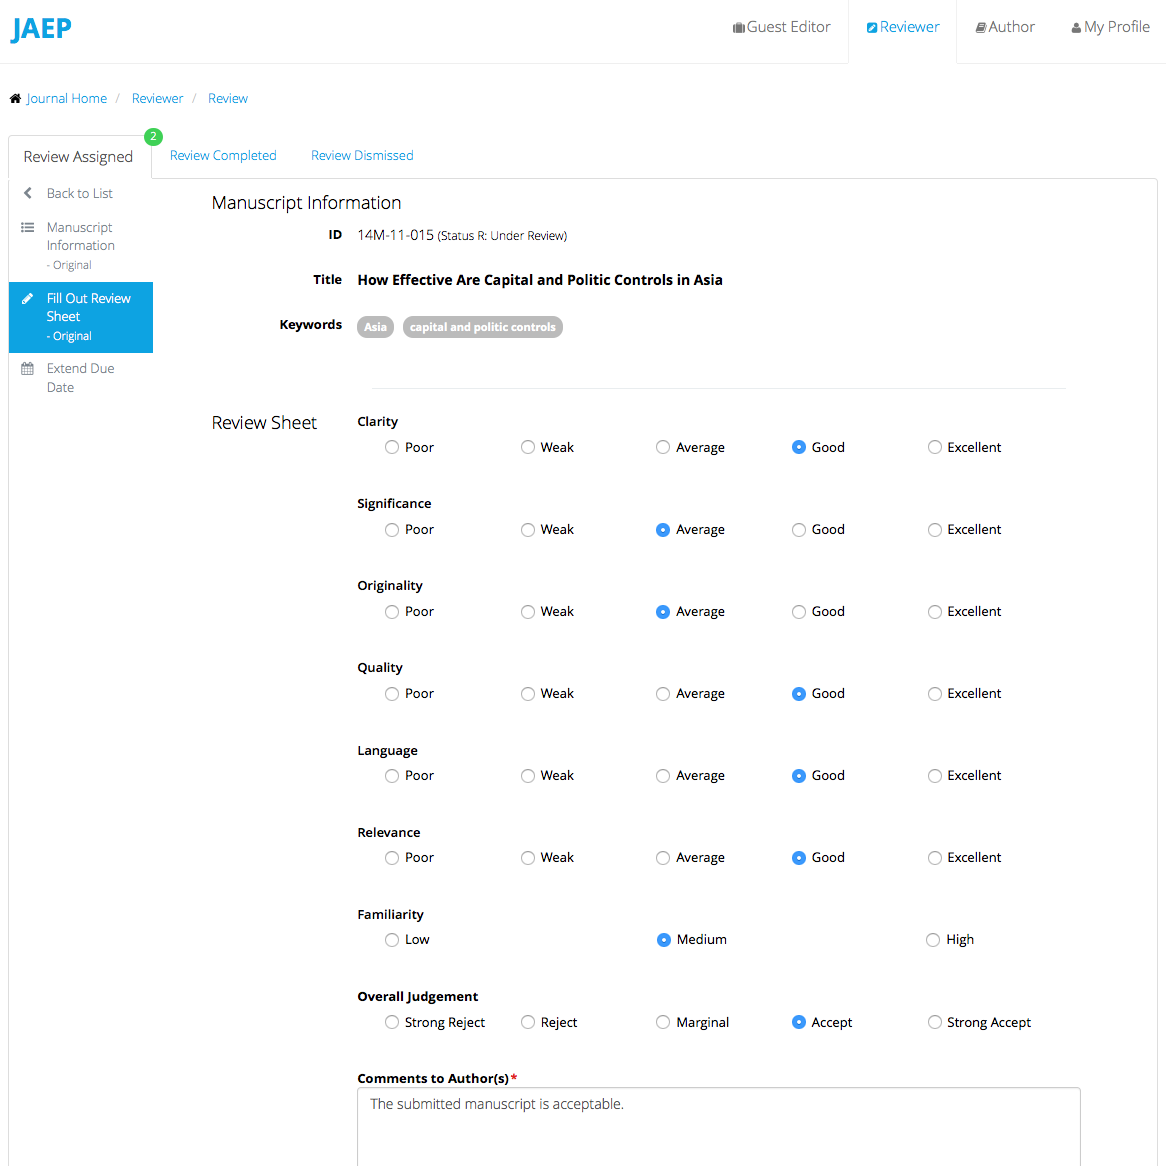 JAEP
Guest Editor
Reviewer
Author
My Profile
Journal Home / Reviewer / Review
Review Assigned
2
Review Completed
Review Dismissed
Back to List
Manuscript
Information
- Original
Fill Out Review
Sheet
- Original
Extend Due
Date
Manuscript Information
ID 14M-11-015 (Status R: Under Review)
Title How Effective Are Capital and Politic Controls in Asia
Keywords Asia capital and politic controls
Review Sheet
Clarity
Poor Weak Average Good Excellent
Significance
Poor Weak Average Good Excellent
Originality
Poor Weak Average Good Excellent
Quality
Poor Weak Average Good Excellent
Language
Poor Weak Average Good Excellent
Relevance
Poor Weak Average Good Excellent
Familiarity
Low Medium High
Overall Judgement
Strong Reject Reject Marginal Accept Strong Accept
Comments to Author(s)*
The submitted manuscript is acceptable.